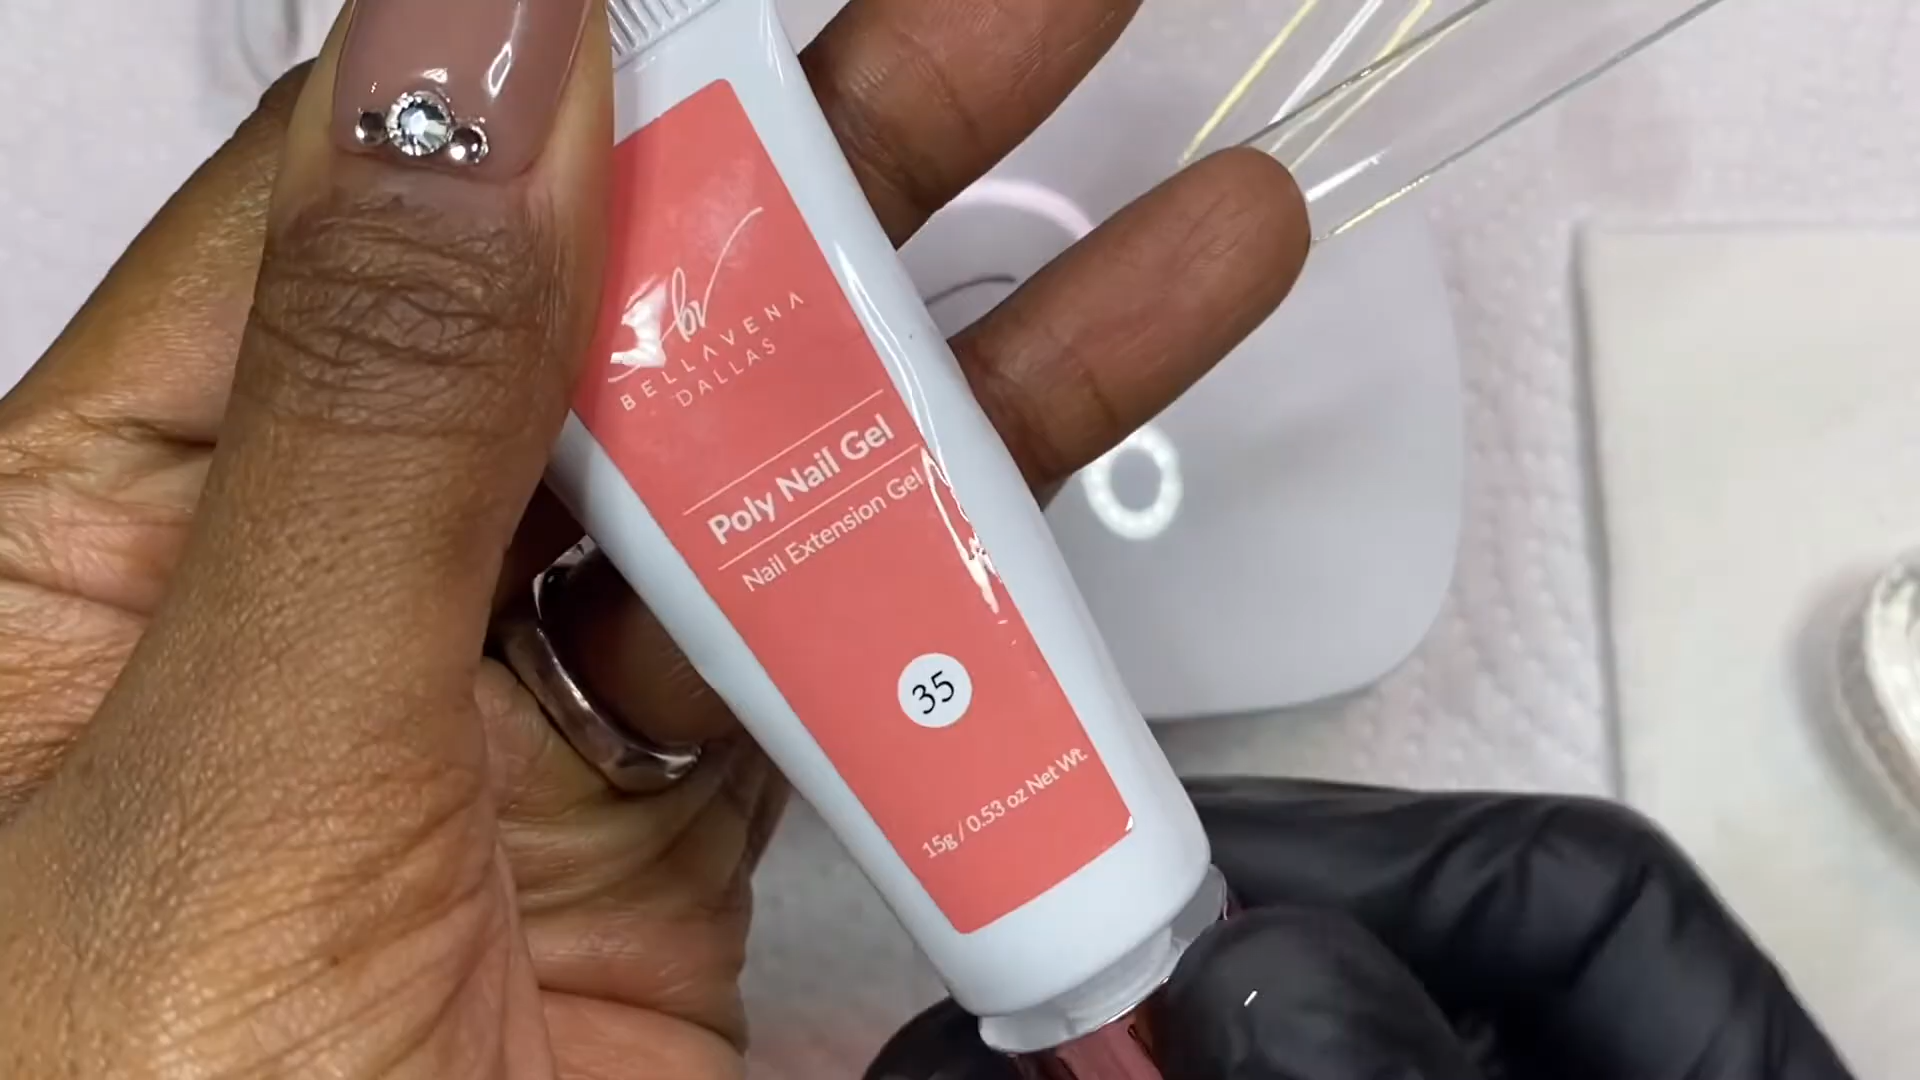 bv
BELLAVENA
DALLAS
Poly Nail Gel
Nail Extension Gel
35
15g / 0.53 oz Net Wt.